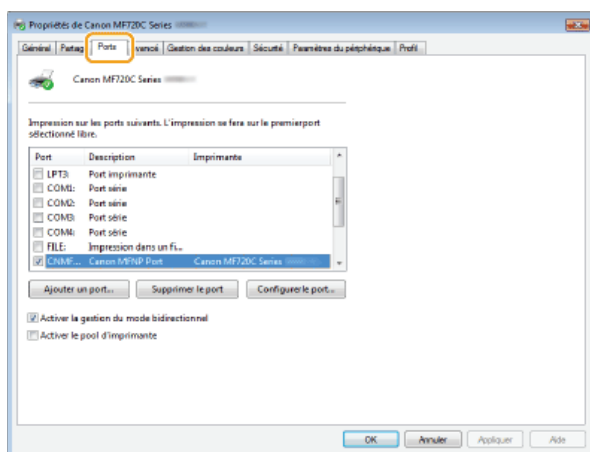 Propriétés de Canon MF720C Series
Général Partag Ports vancé Gestion des couleurs Sécurité Paramètres du périphérique Profil
Canon MF720C Series
Impression sur les ports suivants. L'impression se fera sur le premierport
sélectionné libre.
Port Description Imprimante
LPT3: Port imprimante
COM1: Port série
COM2: Port série
COM3: Port série
COM4: Port série
FILE: Impression dans un fi...
CNMF... Canon MFNP Port Canon MF720C Series
Ajouter un port... Supprimer le port Configurer le port...
Activer la gestion du mode bidirectionnel
Activer le pool d'imprimante
OK Annuler Appliquer Aide